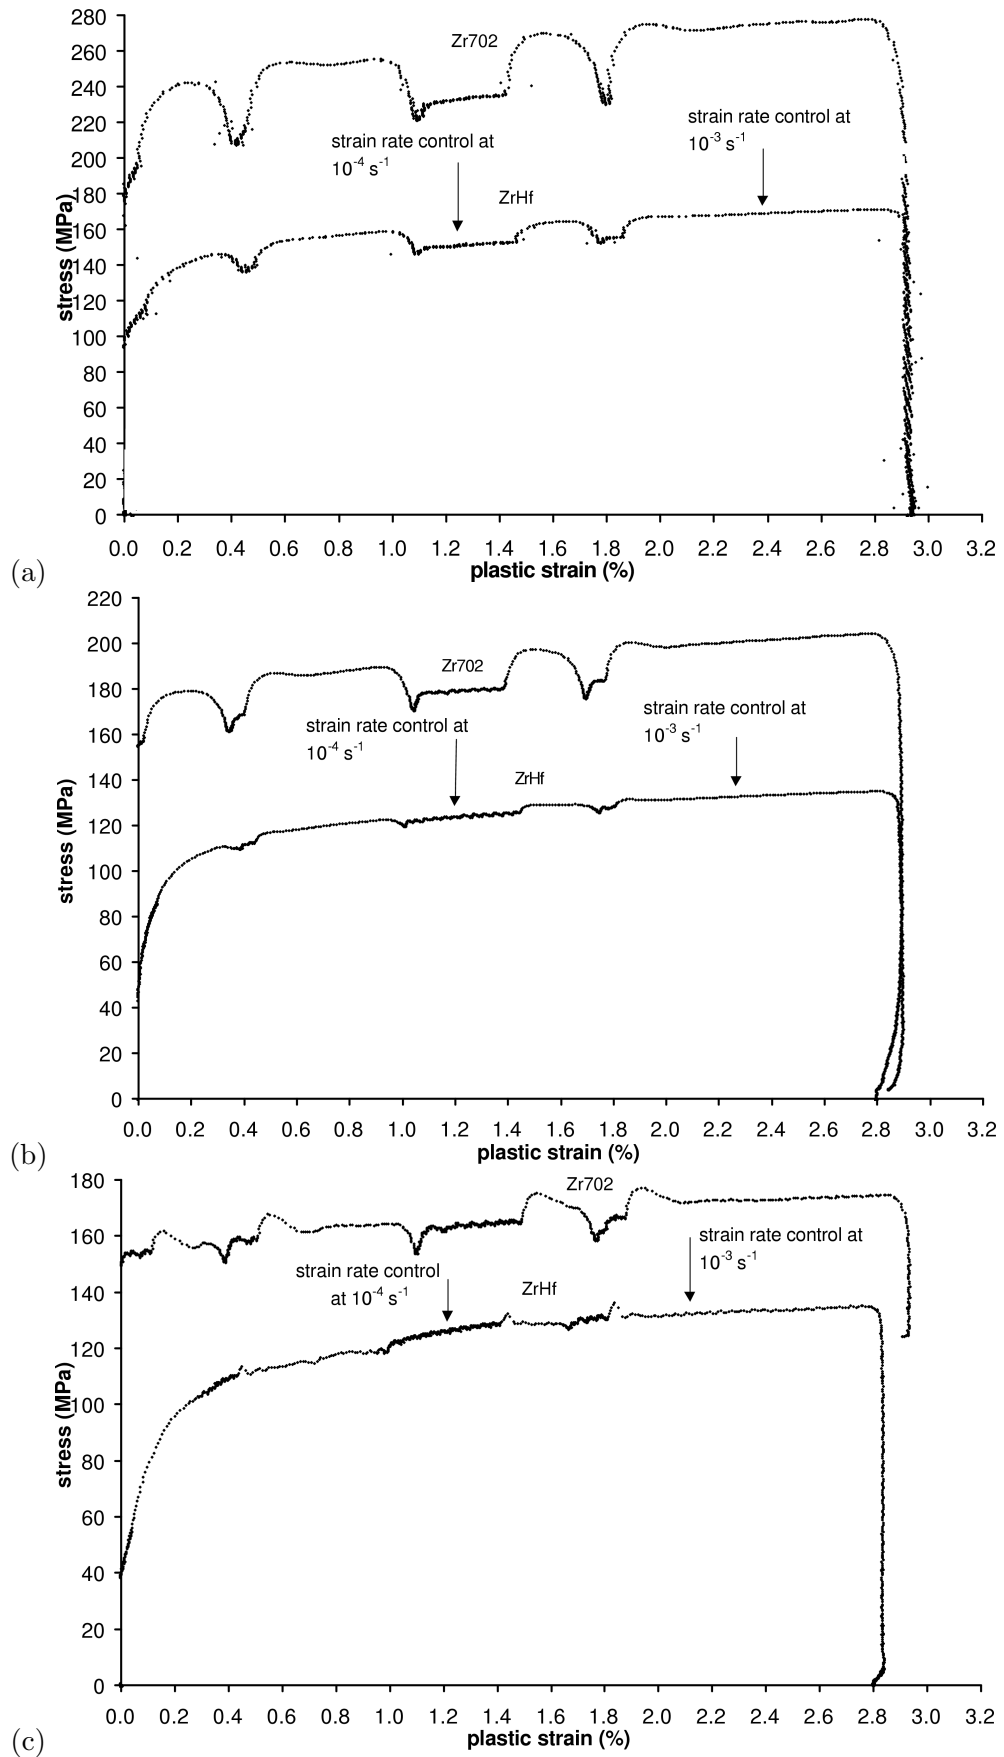 280
260
240
220
200
180
160
140
120
100
80
60
40
20
0
stress (MPa)
Zr702
strain rate control at
10-4 s-1
strain rate control at
10-3 s-1
ZrHf
0.0 0.2 0.4 0.6 0.8 1.0 1.2 1.4 1.6 1.8 2.0 2.2 2.4 2.6 2.8 3.0 3.2
plastic strain (%)
(a)
220
200
180
160
140
120
100
80
60
40
20
0
stress (MPa)
Zr702
strain rate control at
10-4 s-1
strain rate control at
10-3 s-1
ZrHf
0.0 0.2 0.4 0.6 0.8 1.0 1.2 1.4 1.6 1.8 2.0 2.2 2.4 2.6 2.8 3.0 3.2
plastic strain (%)
(b)
180
160
140
120
100
80
60
40
20
0
stress (MPa)
Zr702
strain rate control at
10-3 s-1
strain rate control
at 10-4 s-1
ZrHf
0.0 0.2 0.4 0.6 0.8 1.0 1.2 1.4 1.6 1.8 2.0 2.2 2.4 2.6 2.8 3.0 3.2
plastic strain (%)
(c)